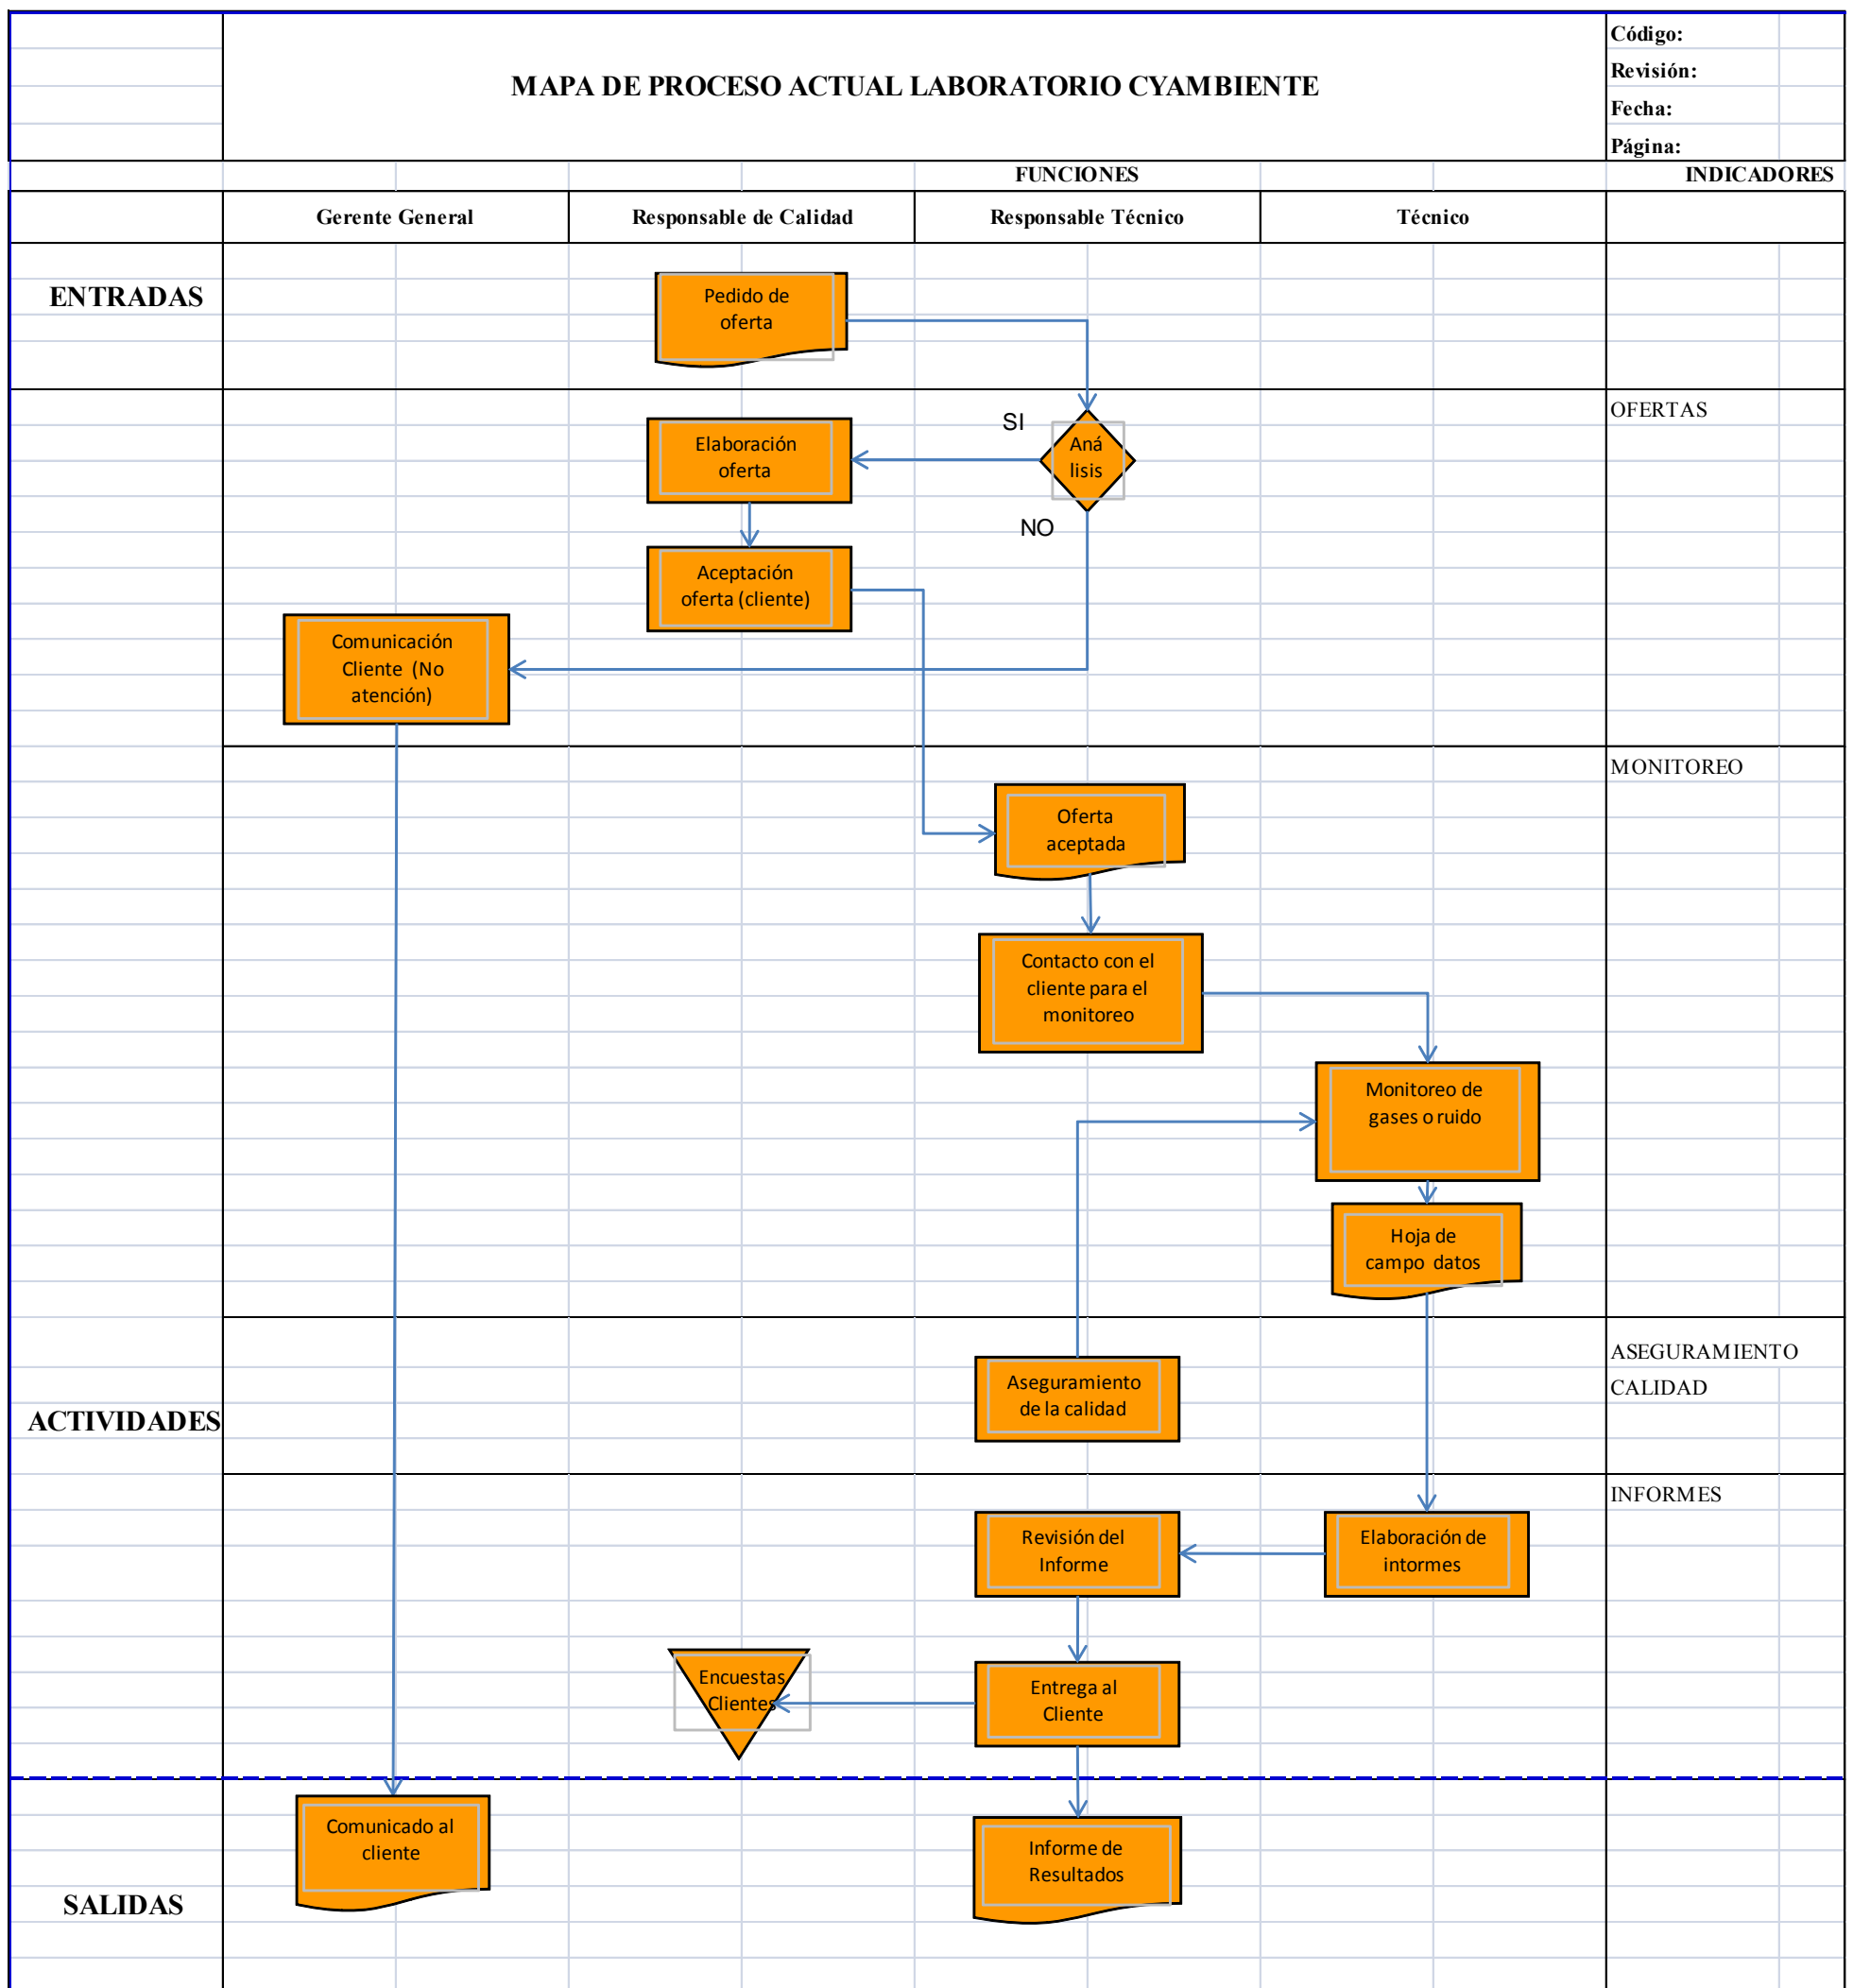 MAPA DE PROCESO ACTUAL LABORATORIO CYAMBIENTE
Código:
Revisión:
Fecha:
Página:
FUNCIONES
INDICADORES
Gerente General
Responsable de Calidad
Responsable Técnico
Técnico
ENTRADAS
Pedido de
oferta
OFERTAS
SI
Aná
lisis
Elaboración
oferta
NO
Aceptación
oferta (cliente)
Comunicación
Cliente (No
atención)
MONITOREO
Oferta
aceptada
Contacto con el
cliente para el
monitoreo
Monitoreo de
gases o ruido
Hoja de
campo datos
ASEGURAMIENTO
CALIDAD
Aseguramiento
de la calidad
ACTIVIDADES
INFORMES
Revisión del
Informe
Elaboración de
intormes
Encuestas
Clientes
Entrega al
Cliente
Comunicado al
cliente
Informe de
Resultados
SALIDAS